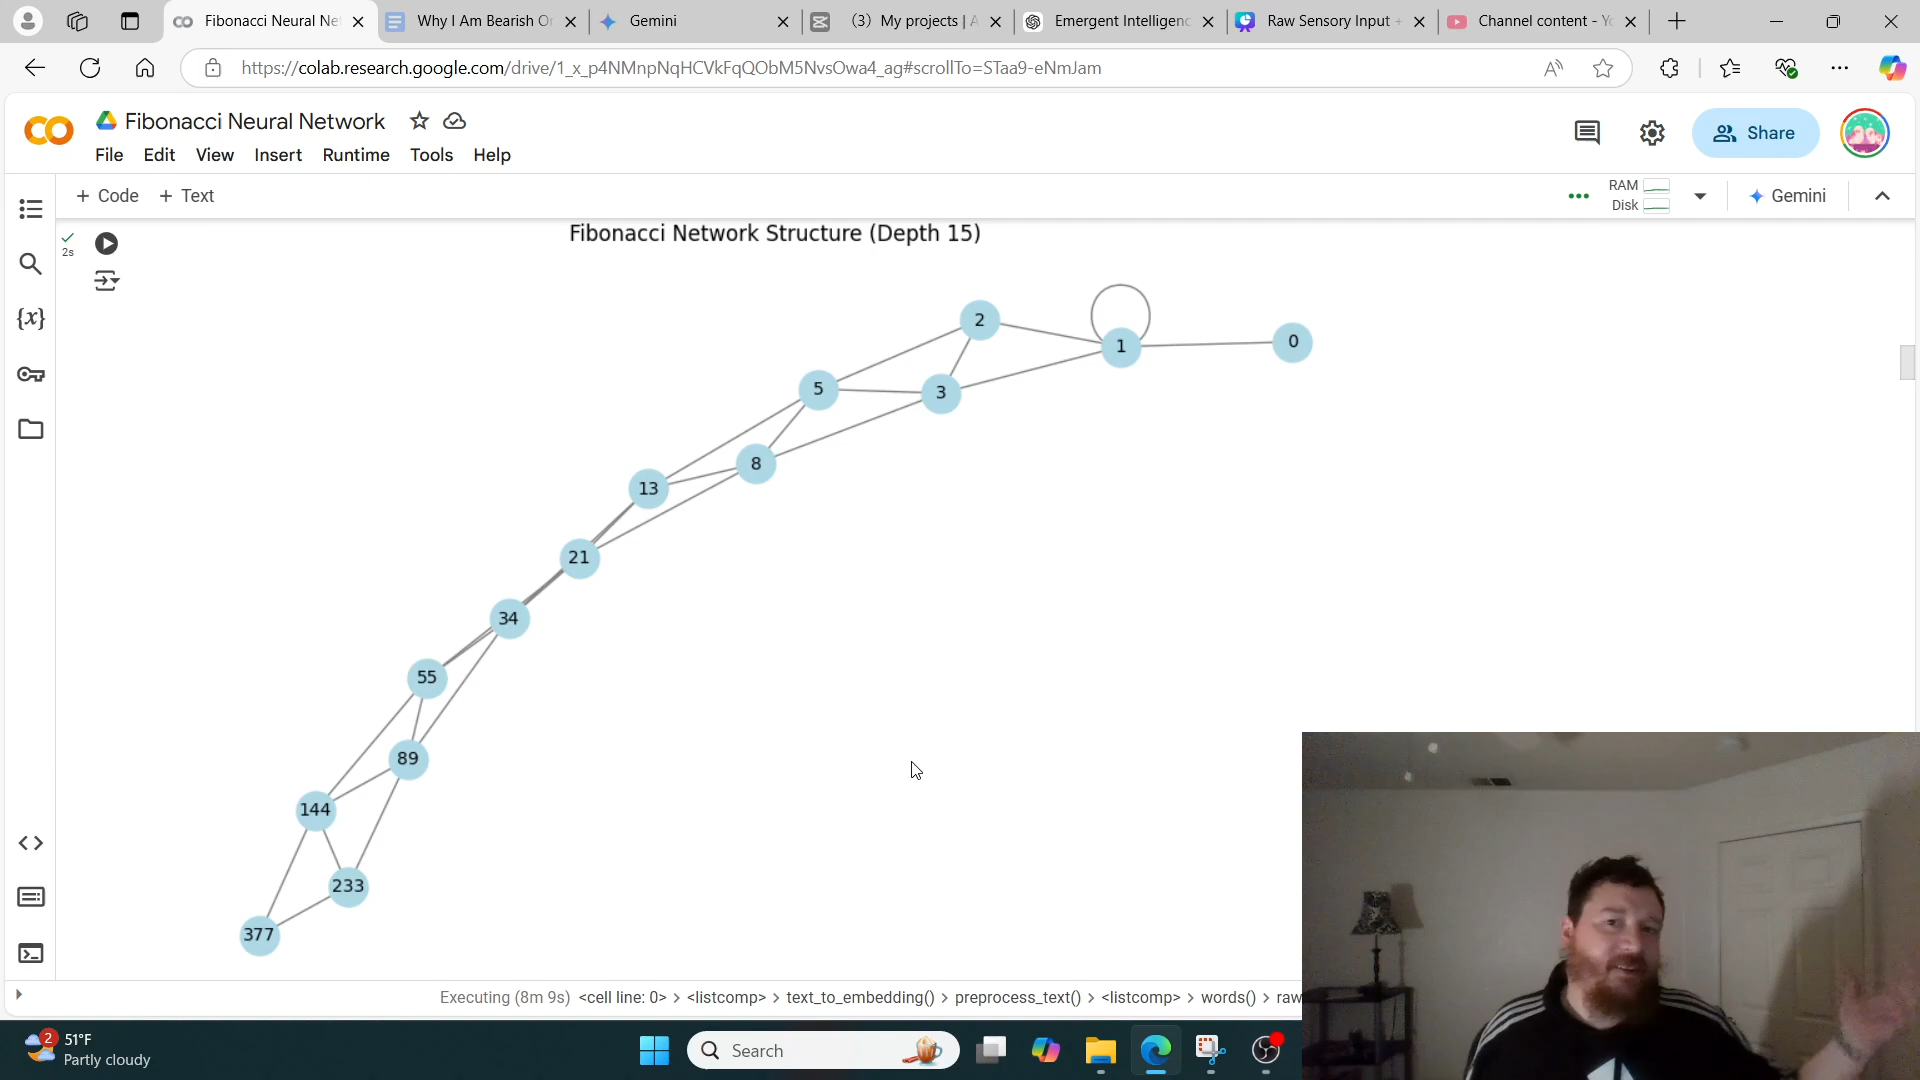 Fibonacci Neural Ne
Why I Am Bearish Or
Gemini
(3) My projects | A
Emergent Intelligenc
Raw Sensory Input +
Channel content - Yo
https://colab.research.google.com/drive/1_x_p4NMnpNqHCVkFqQObM5NvsOwa4_ag#scrollTo=STaa9-eNmJam
CO
Fibonacci Neural Network
File Edit View Insert Runtime Tools Help
Share
+ Code + Text
RAM
Disk
Gemini
2s
{x}
Fibonacci Network Structure (Depth 15)
2
1
0
5
3
8
13
21
34
55
89
144
233
377
Executing (8m 9s) <cell line: 0> > <listcomp> > text_to_embedding() > preprocess_text() > <listcomp> > words() > raw
2
51°F
Partly cloudy
Search